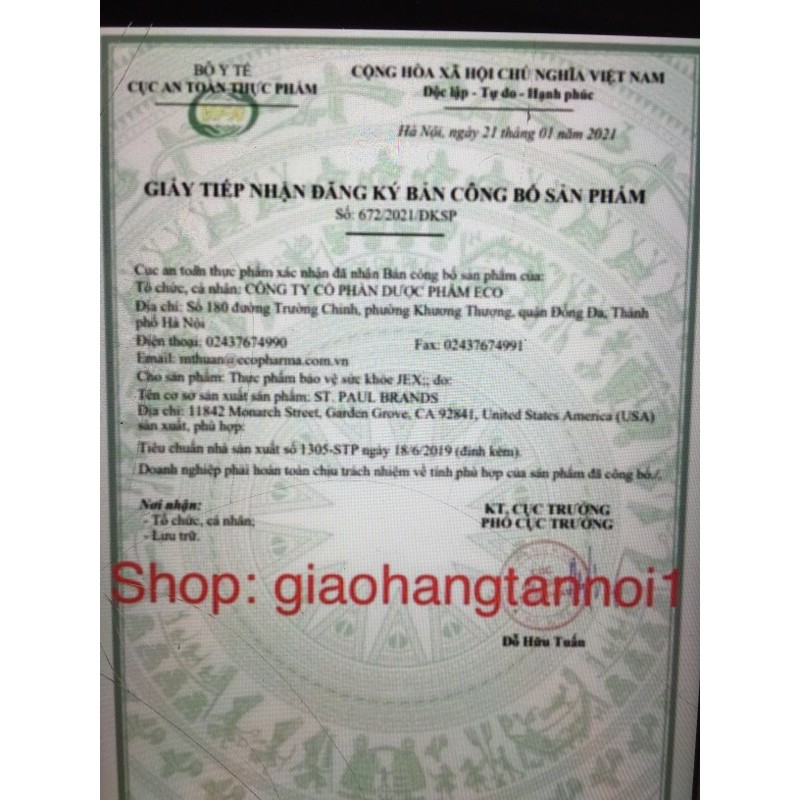 BỘ Y TẾ
CỤC AN TOÀN THỰC PHẨM
CỘNG HÒA XÃ HỘI CHỦ NGHĨA VIỆT NAM
Độc lập - Tự do - Hạnh phúc
VFA
Hà Nội, ngày 21 tháng 01 năm 2021
GIẤY TIẾP NHẬN ĐĂNG KÝ BẢN CÔNG BỐ SẢN PHẨM
Số: 672/2021/ĐKSP
Cục an toàn thực phẩm xác nhận đã nhận Bản công bố sản phẩm của:
Tổ chức, cá nhân: CÔNG TY CỔ PHẦN DƯỢC PHẨM ECO
Địa chỉ: Số 180 đường Trường Chinh, phường Khương Thượng, quận Đống Đa, Thành
phố Hà Nội
Điện thoại: 02437674990 Fax: 02437674991
Email: mthuan@ecopharma.com.vn
Cho sản phẩm: Thực phẩm bảo vệ sức khỏe JEX;; do:
Tên cơ sở sản xuất sản phẩm: ST. PAUL BRANDS
Địa chỉ: 11842 Monarch Street, Garden Grove, CA 92841, United States America (USA)
sản xuất, phù hợp:
Tiêu chuẩn nhà sản xuất số 1305-STP ngày 18/6/2019 (đính kèm).
Doanh nghiệp phải hoàn toàn chịu trách nhiệm về tính phù hợp của sản phẩm đã công bố./.
Nơi nhận:
- Tổ chức, cá nhân;
- Lưu trữ.
KT. CỤC TRƯỞNG
PHÓ CỤC TRƯỞNG
Shop: giaohangtạnhoi1
Đỗ Hữu Tuấn